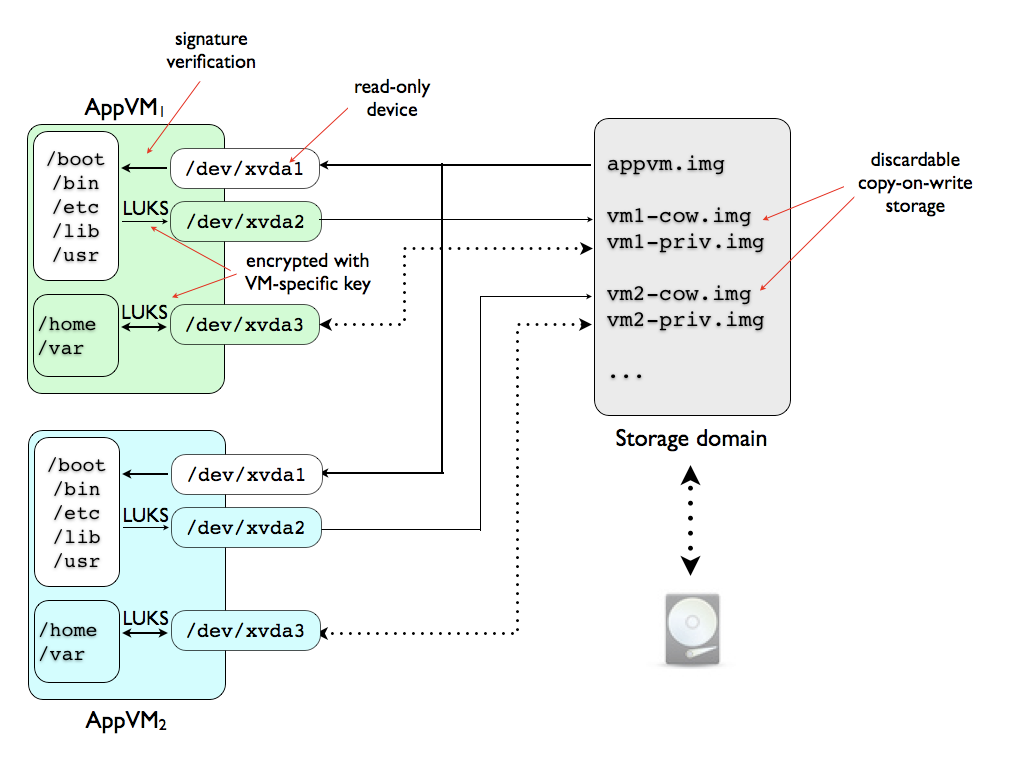 signature
verification
read-only
device
AppVM1
/boot
/bin
/etc
/lib
/usr
/dev/xvda1
LUKS
/dev/xvda2
encrypted with
VM-specific key
/home
/var
LUKS
/dev/xvda3
appvm.img
vm1-cow.img
vm1-priv.img
vm2-cow.img
vm2-priv.img
...
discardable
copy-on-write
storage
Storage domain
/boot
/bin
/etc
/lib
/usr
/dev/xvda1
LUKS
/dev/xvda2
/home
/var
LUKS
/dev/xvda3
AppVM2